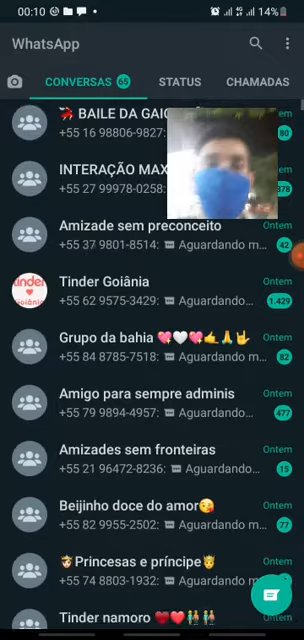 00:10 14%
WhatsApp
CONVERSAS 65 STATUS CHAMADAS
BAILE DA GAIO
+55 16 98806-9827: 80
INTERAÇÃO MAX
+55 27 99978-0258: 378
Amizade sem preconceito Ontem
+55 37 9801-8514: Aguardando m... 42
Tinder Goiânia Ontem
+55 62 9575-3429: Aguardando... 1.429
Grupo da bahia 💖🤍💖🤙🙏🤟 Ontem
+55 84 8785-7518: Aguardando m... 82
Amigo para sempre adminis Ontem
+55 79 9894-4957: Aguardando... 477
Amizades sem fronteiras Ontem
+55 21 96472-8236: Aguardando... 15
Beijinho doce do amor😘 Ontem
+55 82 9955-2502: Aguardando m... 77
👸Princesas e príncipe🤴 Ontem
+55 74 8803-1932: Aguardando m...
Tinder namoro ❤️❤️👫👫 Ontem